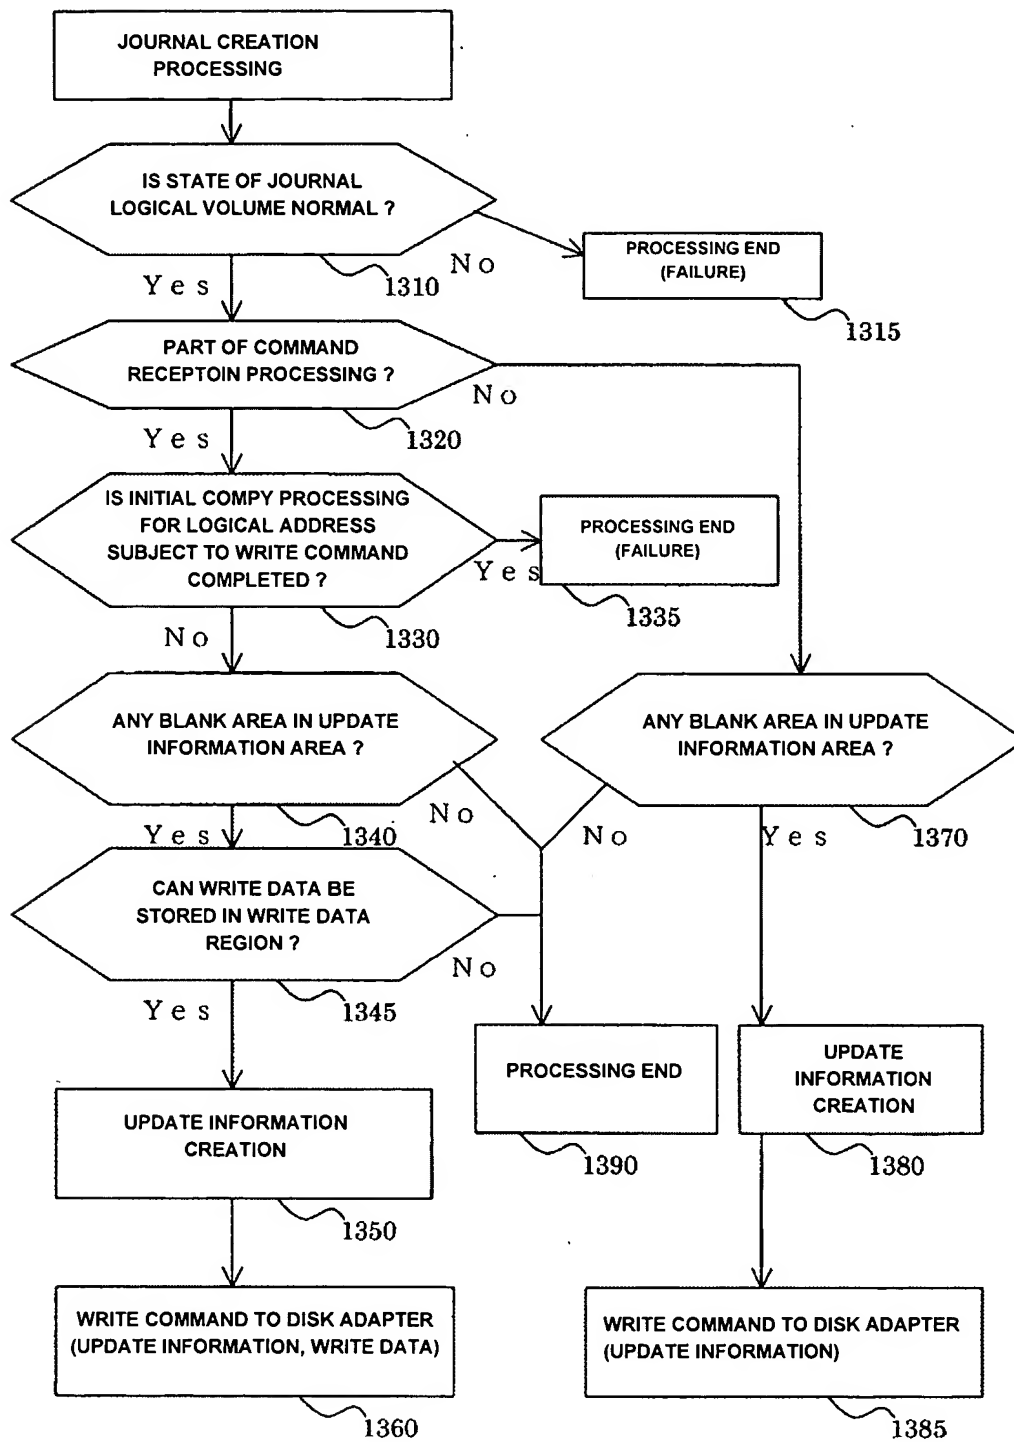 JOURNAL CREATION
PROCESSING
IS STATE OF JOURNAL
LOGICAL VOLUME NORMAL ?
No
1310
Yes
PROCESSING END
(FAILURE)
1315
PART OF COMMAND
RECEPTOIN PROCESSING ?
No
1320
Yes
IS INITIAL COMPY PROCESSING
FOR LOGICAL ADDRESS
SUBJECT TO WRITE COMMAND
COMPLETED ?
Yes
1330
No
PROCESSING END
(FAILURE)
1335
ANY BLANK AREA IN UPDATE
INFORMATION AREA ?
No
1340
Yes
ANY BLANK AREA IN UPDATE
INFORMATION AREA ?
No
Yes
1370
CAN WRITE DATA BE
STORED IN WRITE DATA
REGION ?
No
1345
Yes
PROCESSING END
1390
UPDATE
INFORMATION
CREATION
1380
UPDATE INFORMATION
CREATION
1350
WRITE COMMAND TO DISK ADAPTER
(UPDATE INFORMATION, WRITE DATA)
1360
WRITE COMMAND TO DISK ADAPTER
(UPDATE INFORMATION)
1385